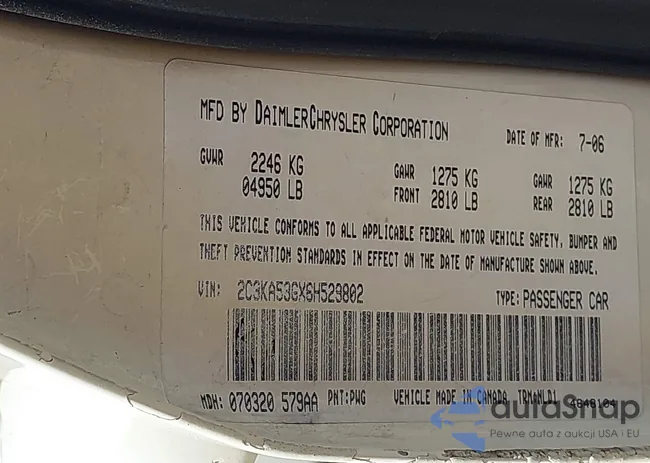 MFD BY DAIMLERCHRYSLER CORPORATION DATE OF MFR: 7-06
GVWR 2246 KG GAWR 1275 KG GAWR 1275 KG
04950 LB FRONT 2810 LB REAR 2810 LB
THIS VEHICLE CONFORMS TO ALL APPLICABLE FEDERAL MOTOR VEHICLE SAFETY, BUMPER AND
THEFT PREVENTION STANDARDS IN EFFECT ON THE DATE OF MANUFACTURE SHOWN ABOVE.
VIN: 2C3KA53GX6H529802 TYPE: PASSENGER CAR
MDH: 070320 579AA PNT: PWG VEHICLE MADE IN CANADA TRMANLD1 4848104
autoSnap
Pewne auta z aukcji USA i EU